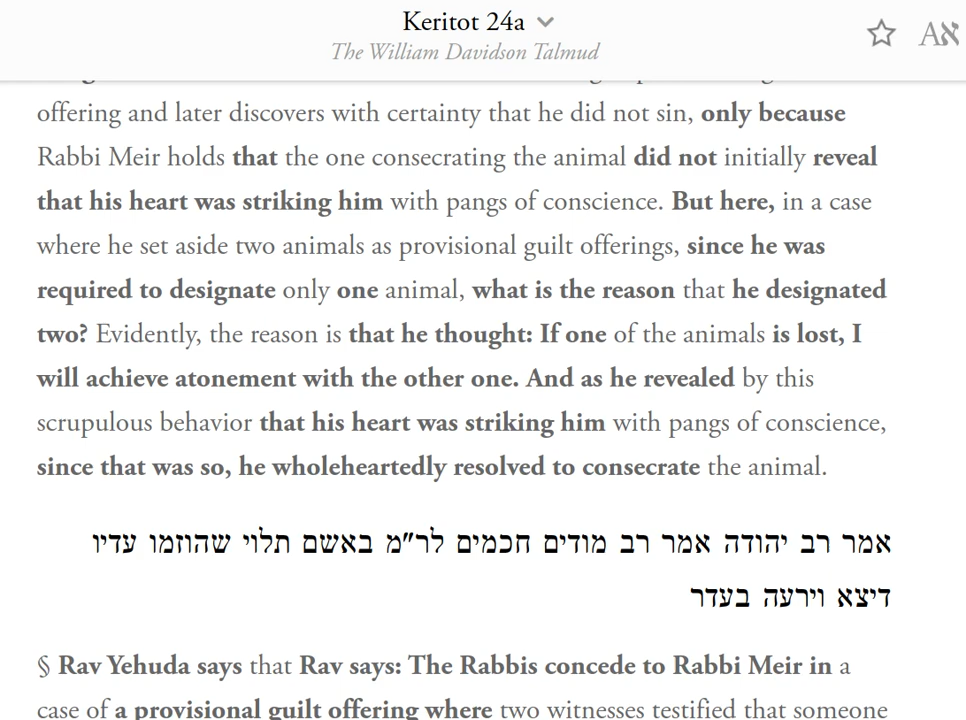 Keritot 24a
The William Davidson Talmud
Aא
offering and later discovers with certainty that he did not sin, only because
Rabbi Meir holds that the one consecrating the animal did not initially reveal
that his heart was striking him with pangs of conscience. But here, in a case
where he set aside two animals as provisional guilt offerings, since he was
required to designate only one animal, what is the reason that he designated
two? Evidently, the reason is that he thought: If one of the animals is lost, I
will achieve atonement with the other one. And as he revealed by this
scrupulous behavior that his heart was striking him with pangs of conscience,
since that was so, he wholeheartedly resolved to consecrate the animal.
אמר רב יהודה אמר רב מודים חכמים לר"מ באשם תלוי שהוזמו עדיו
דיצא וירעה בעדר
§ Rav Yehuda says that Rav says: The Rabbis concede to Rabbi Meir in a
case of a provisional guilt offering where two witnesses testified that someone